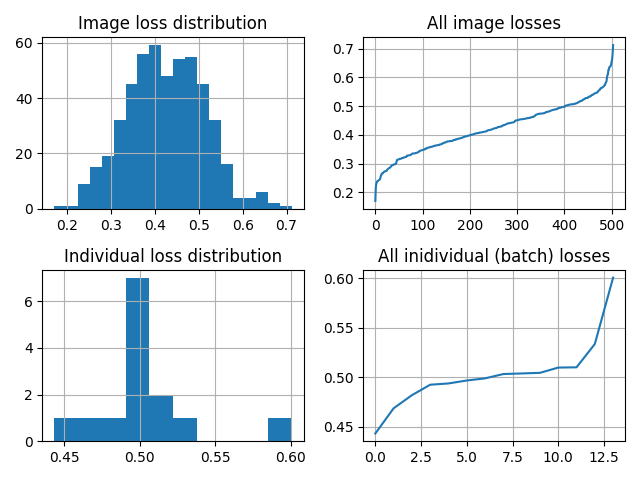 Image loss distribution
60
40
20
0
0.2 0.3 0.4 0.5 0.6 0.7
All image losses
0.7
0.6
0.5
0.4
0.3
0.2
0 100 200 300 400 500
Individual loss distribution
6
4
2
0
0.45 0.50 0.55 0.60
All inidividual (batch) losses
0.60
0.55
0.50
0.45
0.0 2.5 5.0 7.5 10.0 12.5